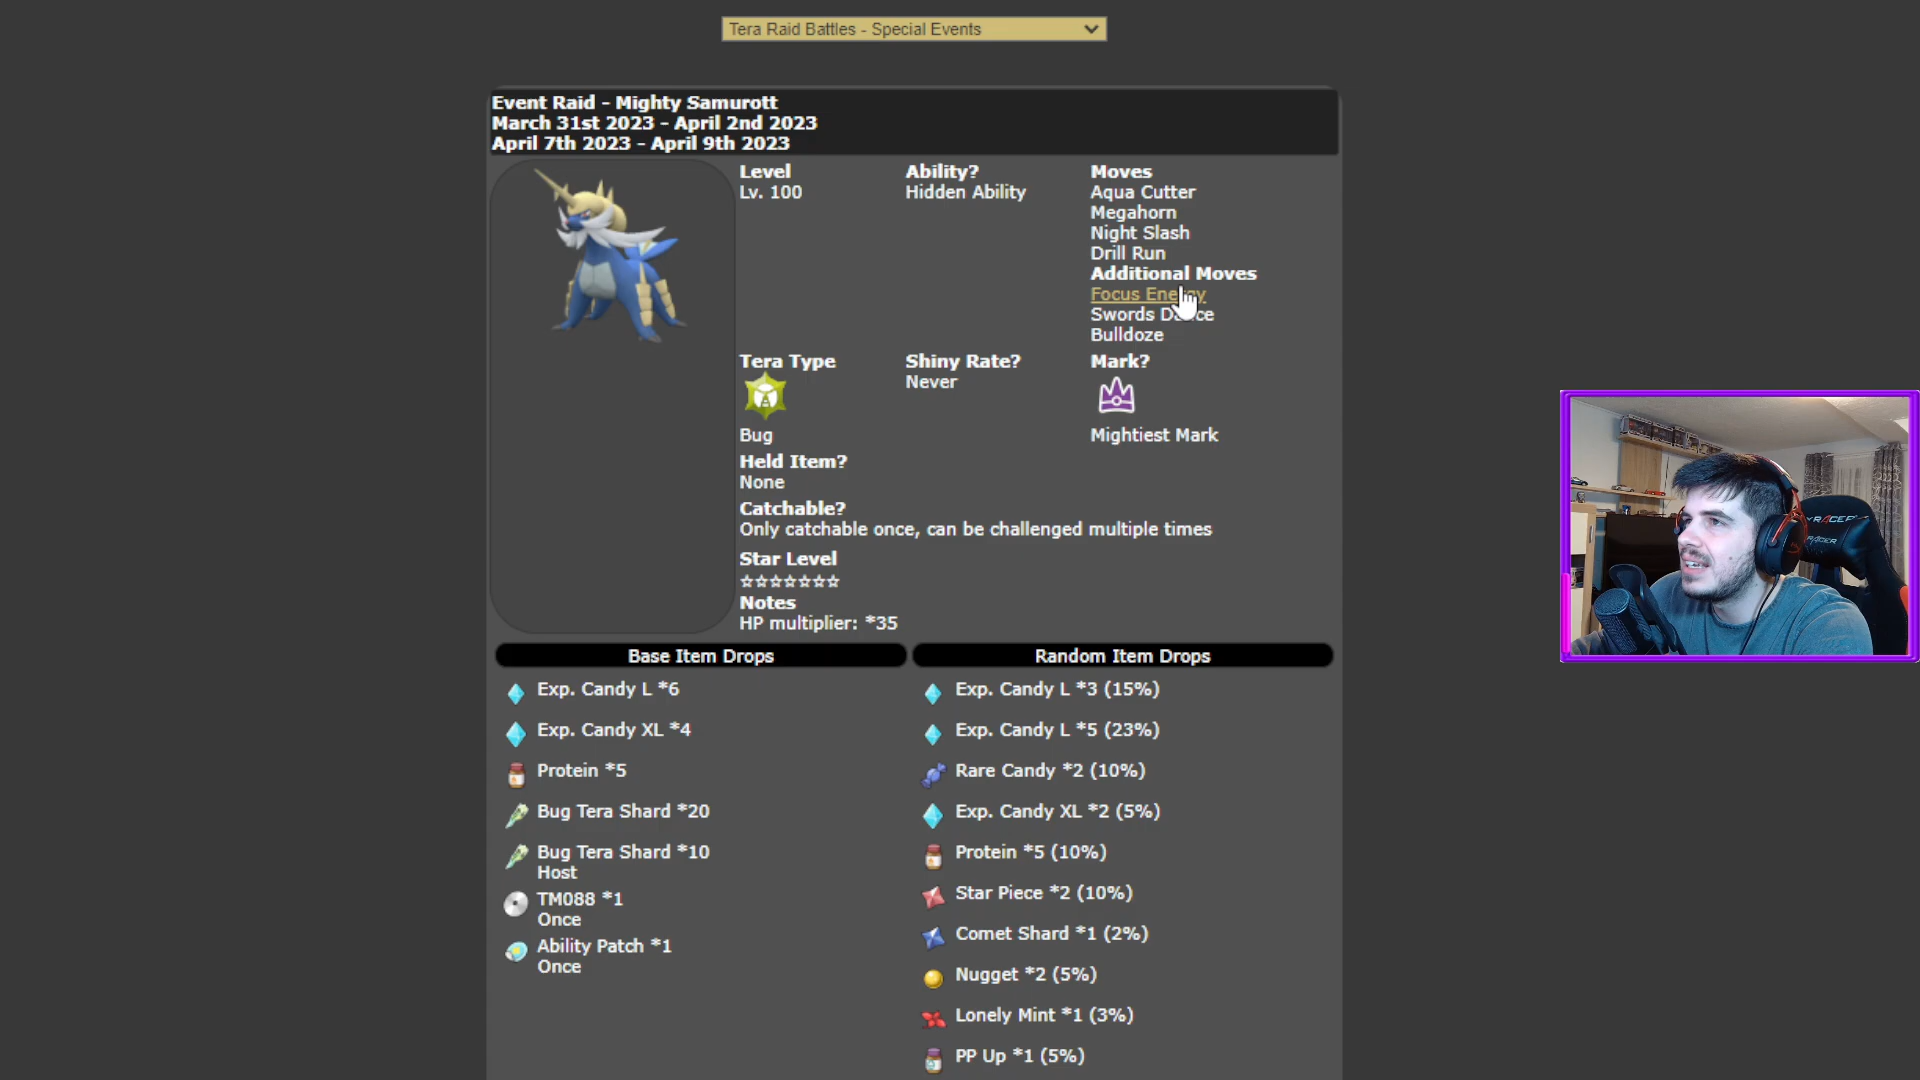 Tera Raid Battles - Special Events
Event Raid - Mighty Samurott
March 31st 2023 - April 2nd 2023
April 7th 2023 - April 9th 2023
Level
Lv. 100
Ability?
Hidden Ability
Moves
Aqua Cutter
Megahorn
Night Slash
Drill Run
Additional Moves
Focus Energy
Swords Dance
Bulldoze
Tera Type
Bug
Shiny Rate?
Never
Mark?
Mightiest Mark
Held Item?
None
Catchable?
Only catchable once, can be challenged multiple times
Star Level
☆☆☆☆☆☆☆
Notes
HP multiplier: *35
Base Item Drops
Exp. Candy L *6
Exp. Candy XL *4
Protein *5
Bug Tera Shard *20
Bug Tera Shard *10
Host
TM088 *1
Once
Ability Patch *1
Once
Random Item Drops
Exp. Candy L *3 (15%)
Exp. Candy L *5 (23%)
Rare Candy *2 (10%)
Exp. Candy XL *2 (5%)
Protein *5 (10%)
Star Piece *2 (10%)
Comet Shard *1 (2%)
Nugget *2 (5%)
Lonely Mint *1 (3%)
PP Up *1 (5%)